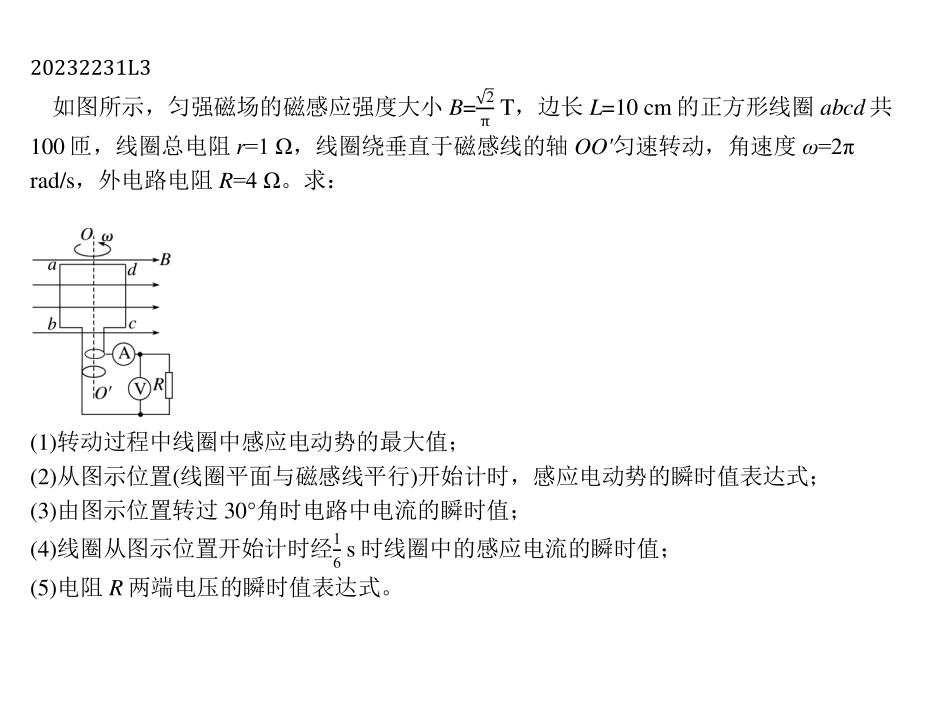 20232231L3
如图所示，匀强磁场的磁感应强度大小 B=√2/π T，边长 L=10 cm 的正方形线圈 abcd 共
100 匝，线圈总电阻 r=1 Ω，线圈绕垂直于磁感线的轴 OO′匀速转动，角速度 ω=2π
rad/s，外电路电阻 R=4 Ω。求：
O ω
a d B
b c
A
O′ V R
(1)转动过程中线圈中感应电动势的最大值；
(2)从图示位置(线圈平面与磁感线平行)开始计时，感应电动势的瞬时值表达式；
(3)由图示位置转过 30°角时电路中电流的瞬时值；
(4)线圈从图示位置开始计时经1/6 s 时线圈中的感应电流的瞬时值；
(5)电阻 R 两端电压的瞬时值表达式。